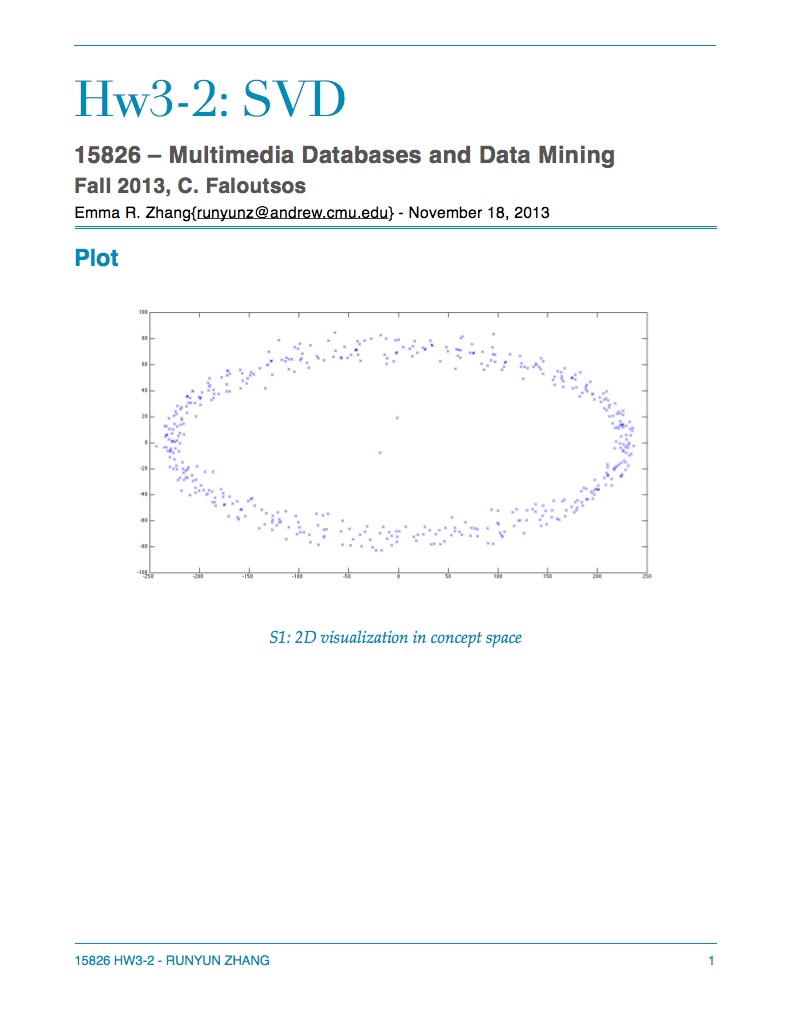 Hw3-2: SVD
15826 – Multimedia Databases and Data Mining
Fall 2013, C. Faloutsos
Emma R. Zhang{runyunz@andrew.cmu.edu} - November 18, 2013
Plot
100
80
60
40
20
0
-20
-40
-60
-80
-100
-250 -200 -150 -100 -50 0 50 100 150 200 250
S1: 2D visualization in concept space
15826 HW3-2 - RUNYUN ZHANG 1